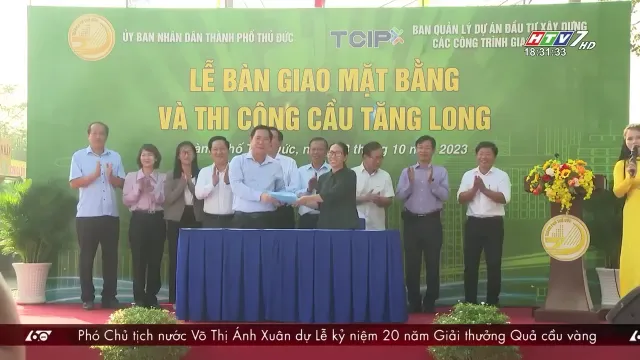 ỦY BAN NHÂN DÂN THÀNH PHỐ THỦ ĐỨC
TCIP
BAN QUẢN LÝ DỰ ÁN ĐẦU TƯ XÂY DỰNG
CÁC CÔNG TRÌNH GIA
HTV7 HD
18:31:33
LỄ BÀN GIAO MẶT BẰNG
VÀ THI CÔNG CẦU TĂNG LONG
10 2023
Phó Chủ tịch nước Võ Thị Ánh Xuân dự Lễ kỷ niệm 20 năm Giải thưởng Quả cầu vàng